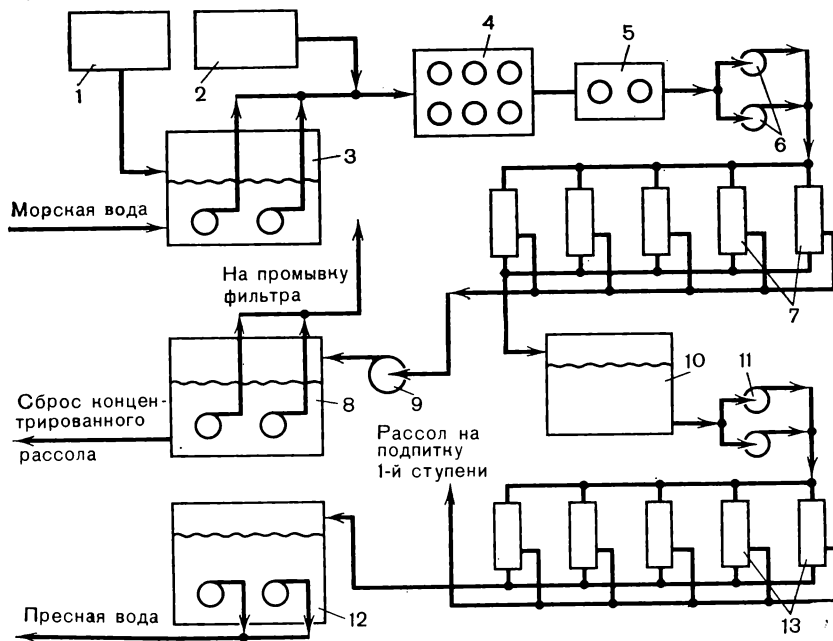 1
2
3
4
5
6
Морская вода
На промывку
фильтра
7
8
9
10
11
Сброс концен-
трированного
рассола
Рассол на
подпитку
1-й ступени
12
13
Пресная вода